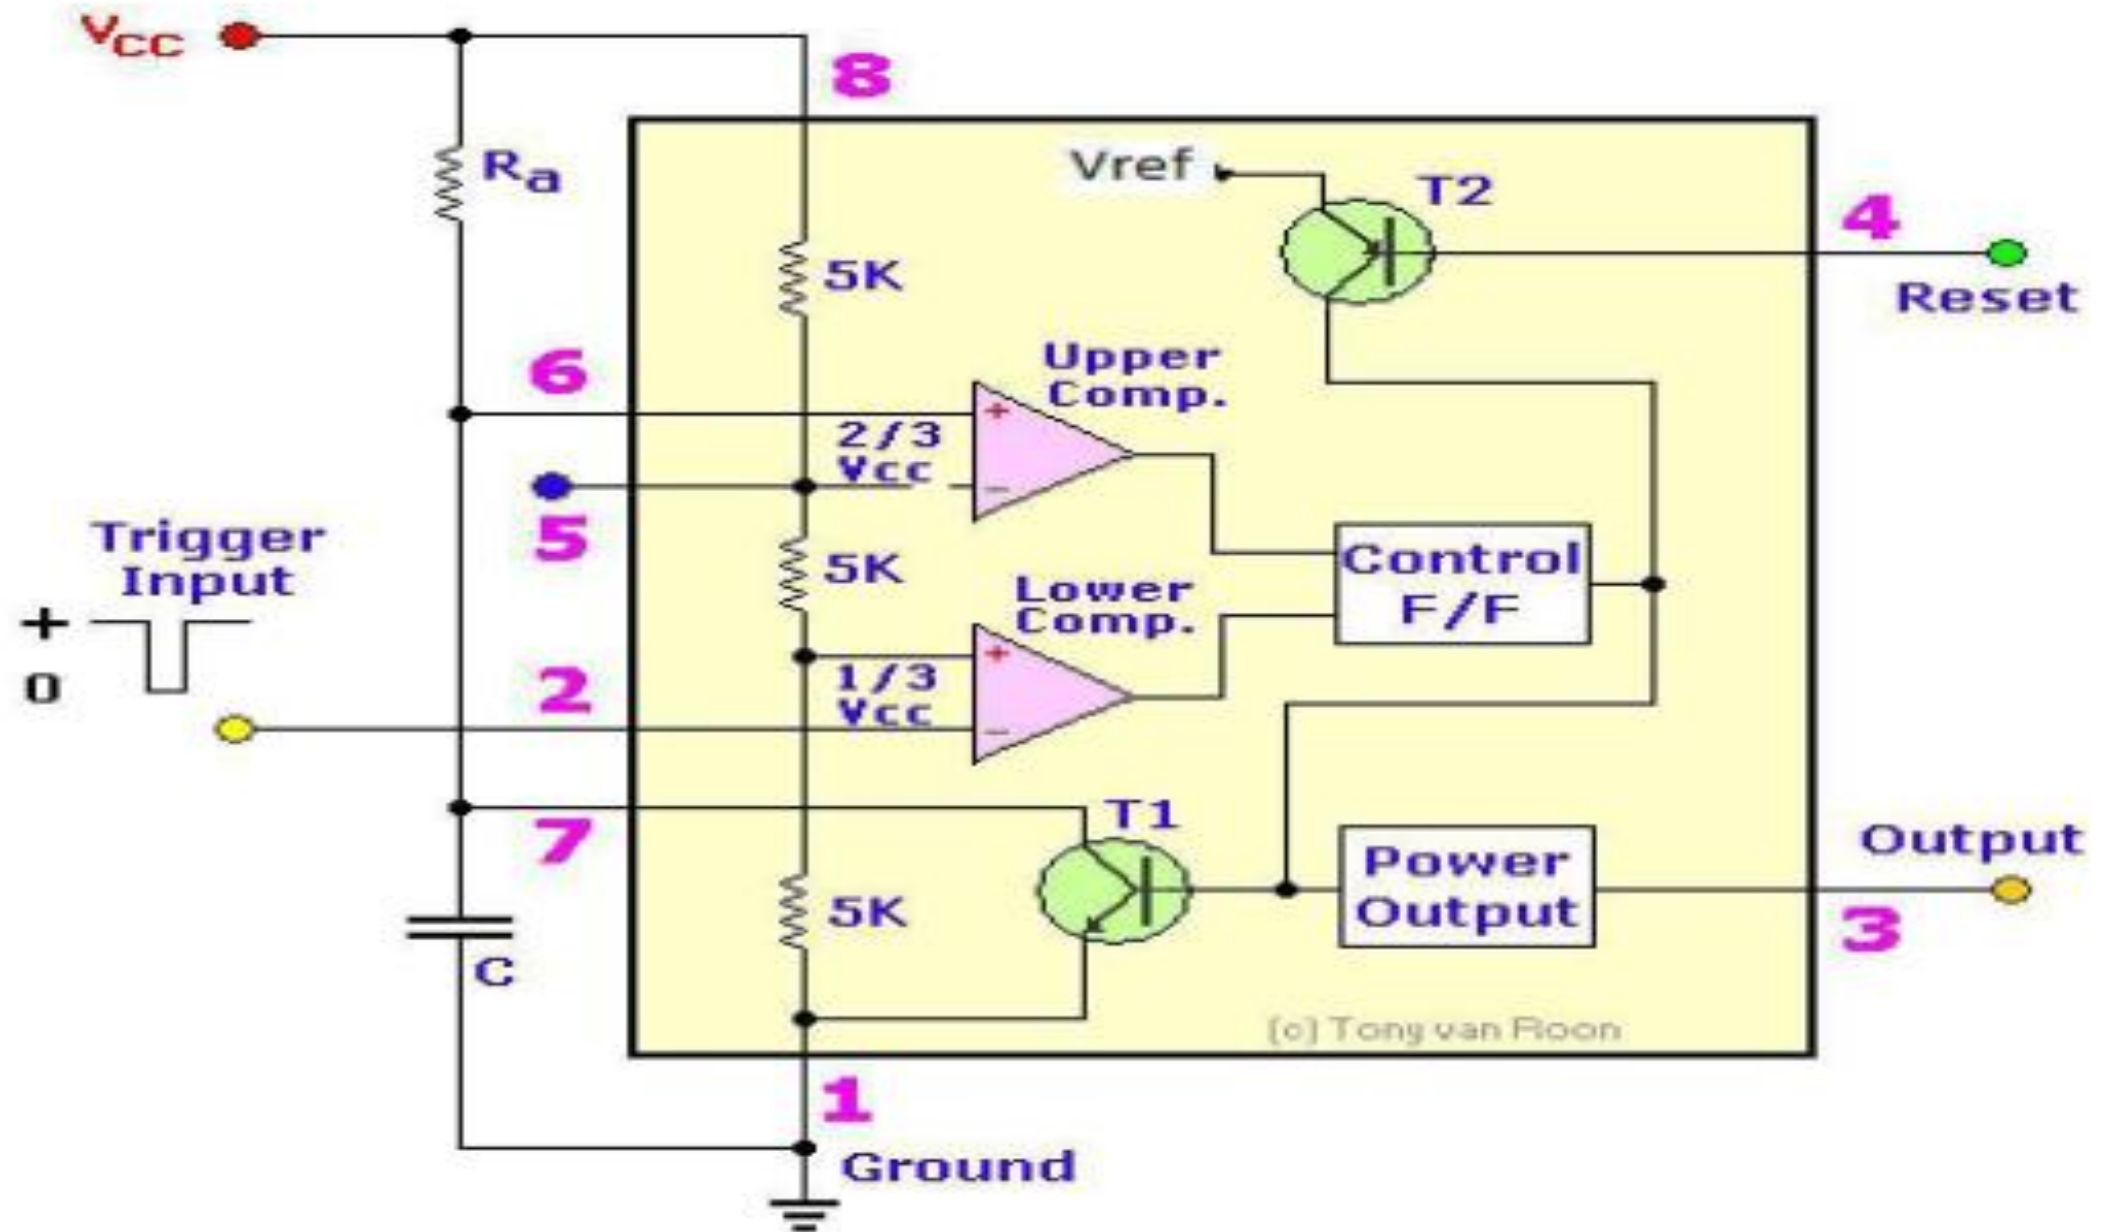 VCC
8
Ra
Vref
T2
4
Reset
5K
6
Upper
Comp.
+
2/3
Vcc
−
5
Trigger
Input
+
0
5K
Lower
Comp.
Control
F/F
2
+
1/3
Vcc
−
7
T1
Power
Output
Output
3
5K
C
(c) Tony van Roon
1
Ground